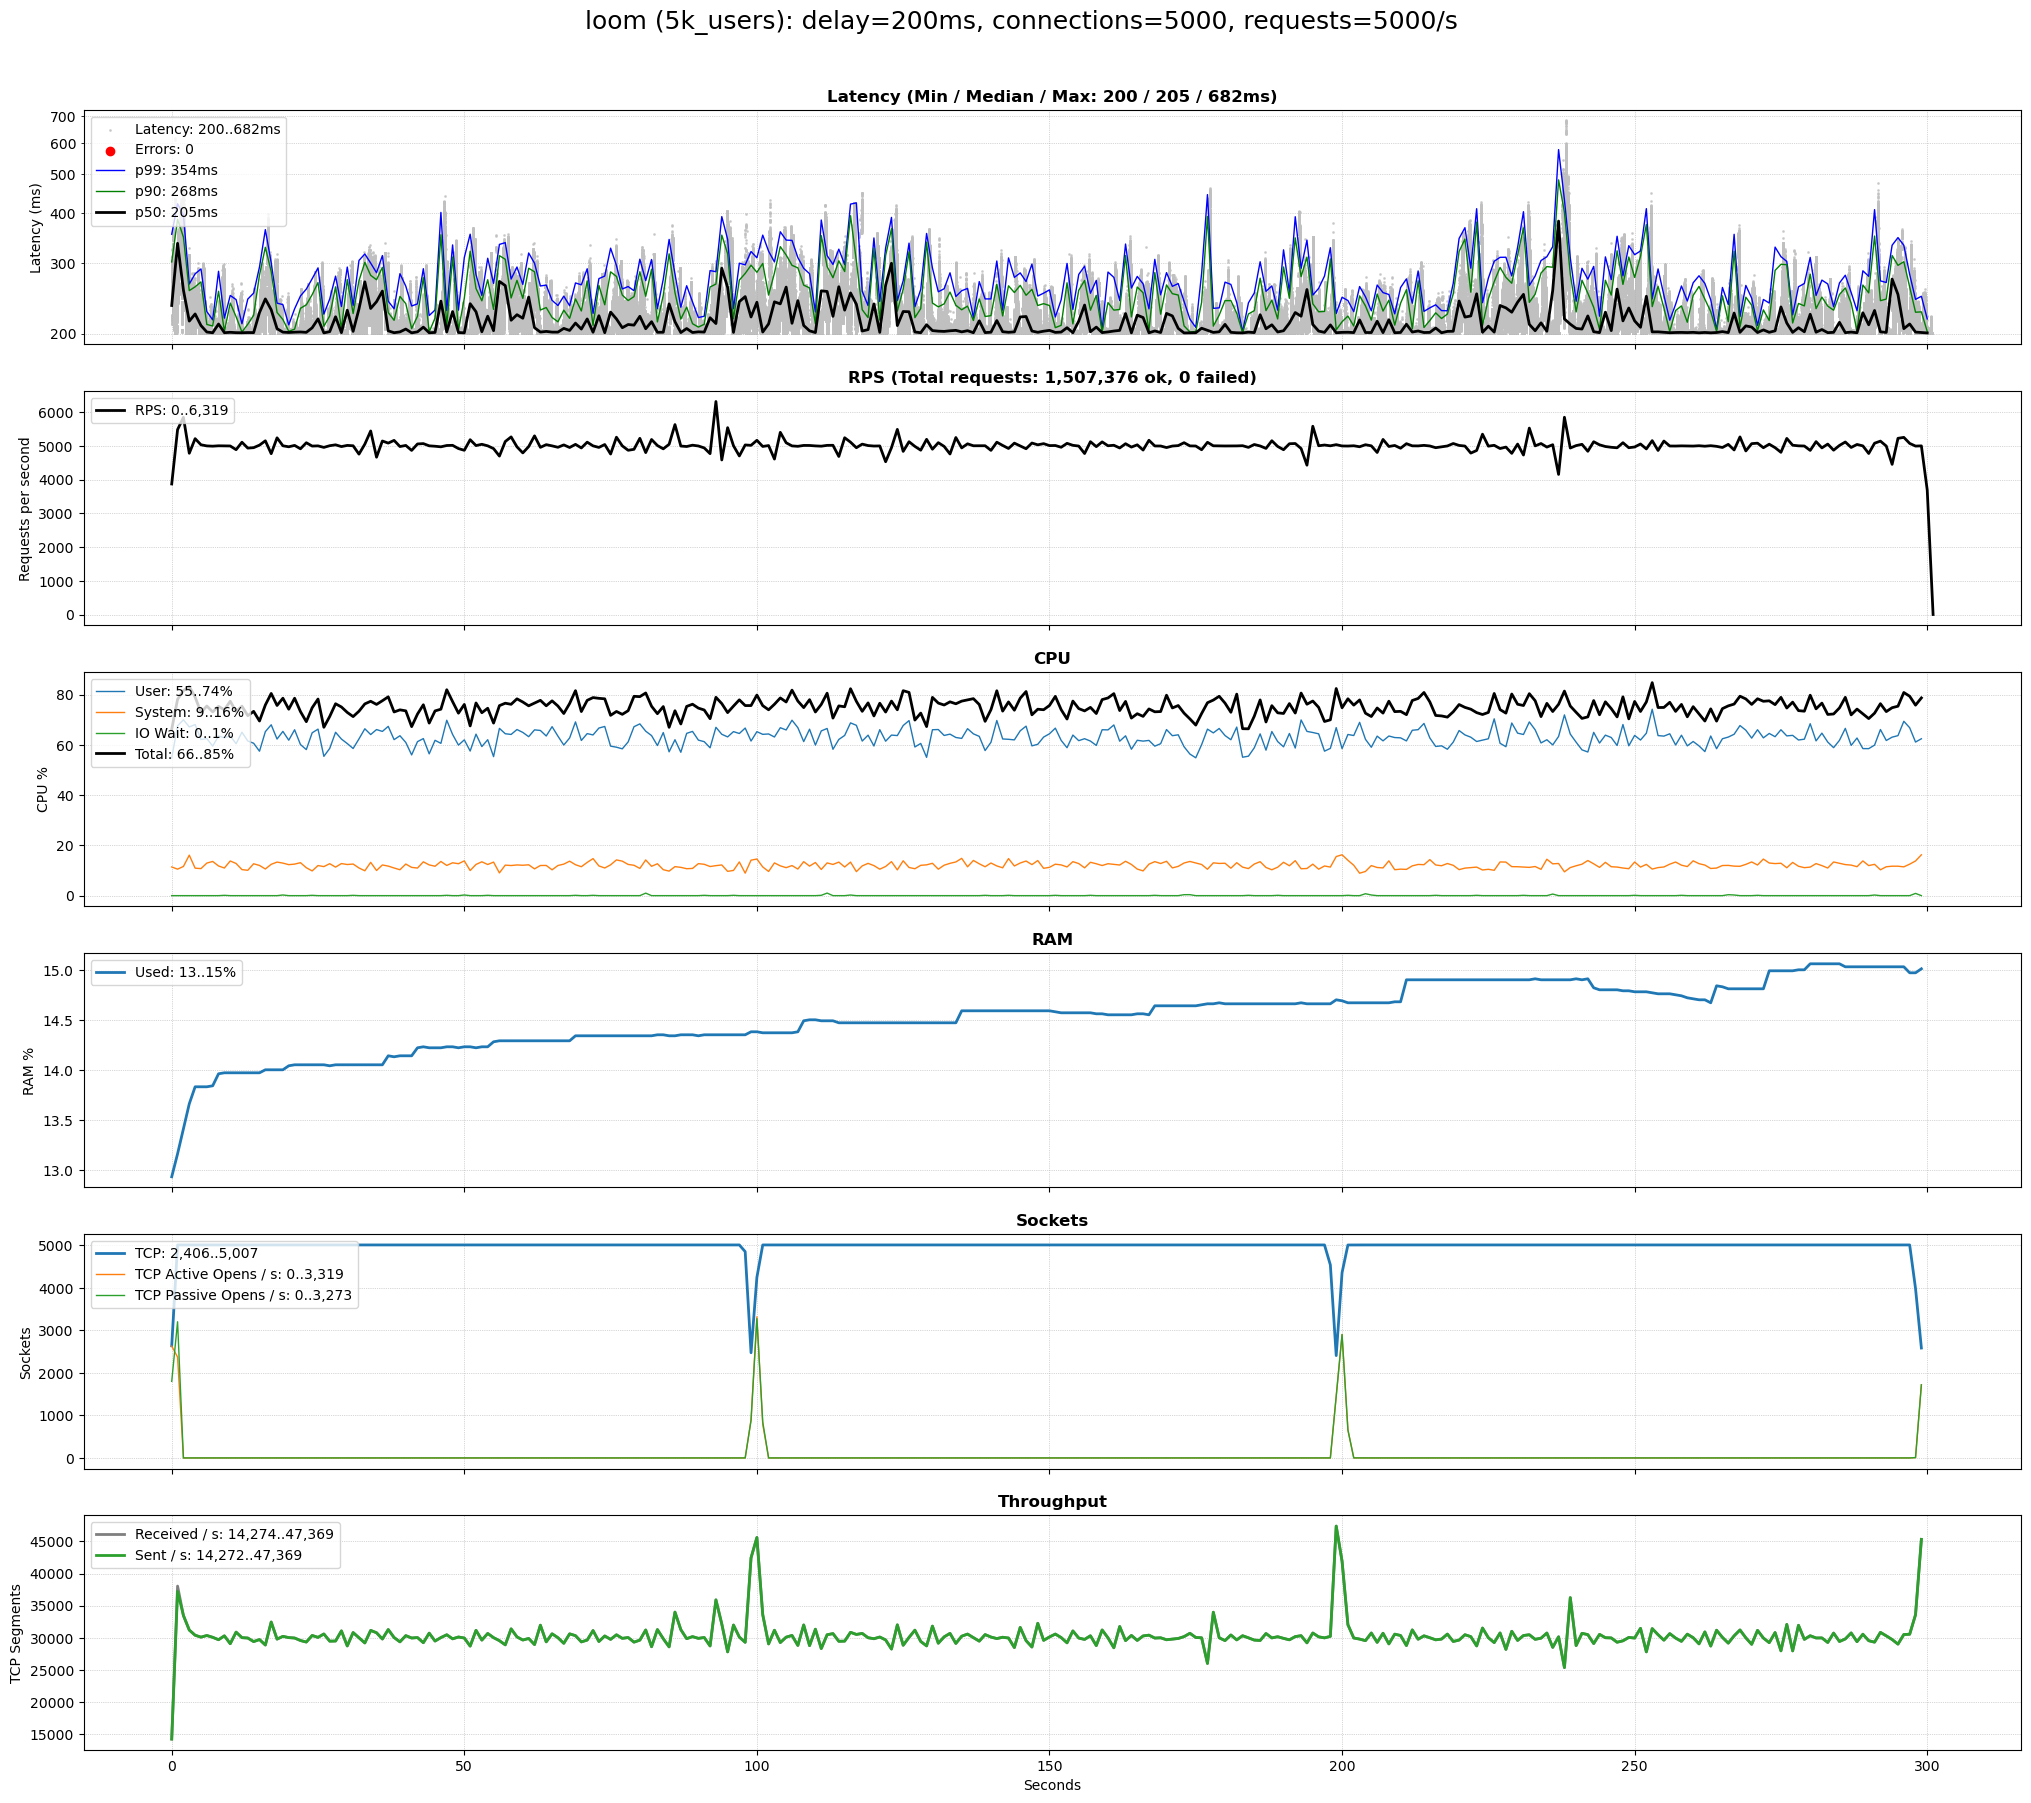 loom (5k_users): delay=200ms, connections=5000, requests=5000/s
Latency (Min / Median / Max: 200 / 205 / 682ms)
Latency (ms)
700
600
500
400
300
200
Latency: 200..682ms
Errors: 0
p99: 354ms
p90: 268ms
p50: 205ms
RPS (Total requests: 1,507,376 ok, 0 failed)
Requests per second
6000
5000
4000
3000
2000
1000
0
RPS: 0..6,319
CPU
CPU %
80
60
40
20
0
User: 55..74%
System: 9..16%
IO Wait: 0..1%
Total: 66..85%
RAM
RAM %
15.0
14.5
14.0
13.5
13.0
Used: 13..15%
Sockets
Sockets
5000
4000
3000
2000
1000
0
TCP: 2,406..5,007
TCP Active Opens / s: 0..3,319
TCP Passive Opens / s: 0..3,273
Throughput
TCP Segments
45000
40000
35000
30000
25000
20000
15000
Received / s: 14,274..47,369
Sent / s: 14,272..47,369
0 50 100 150 200 250 300
Seconds